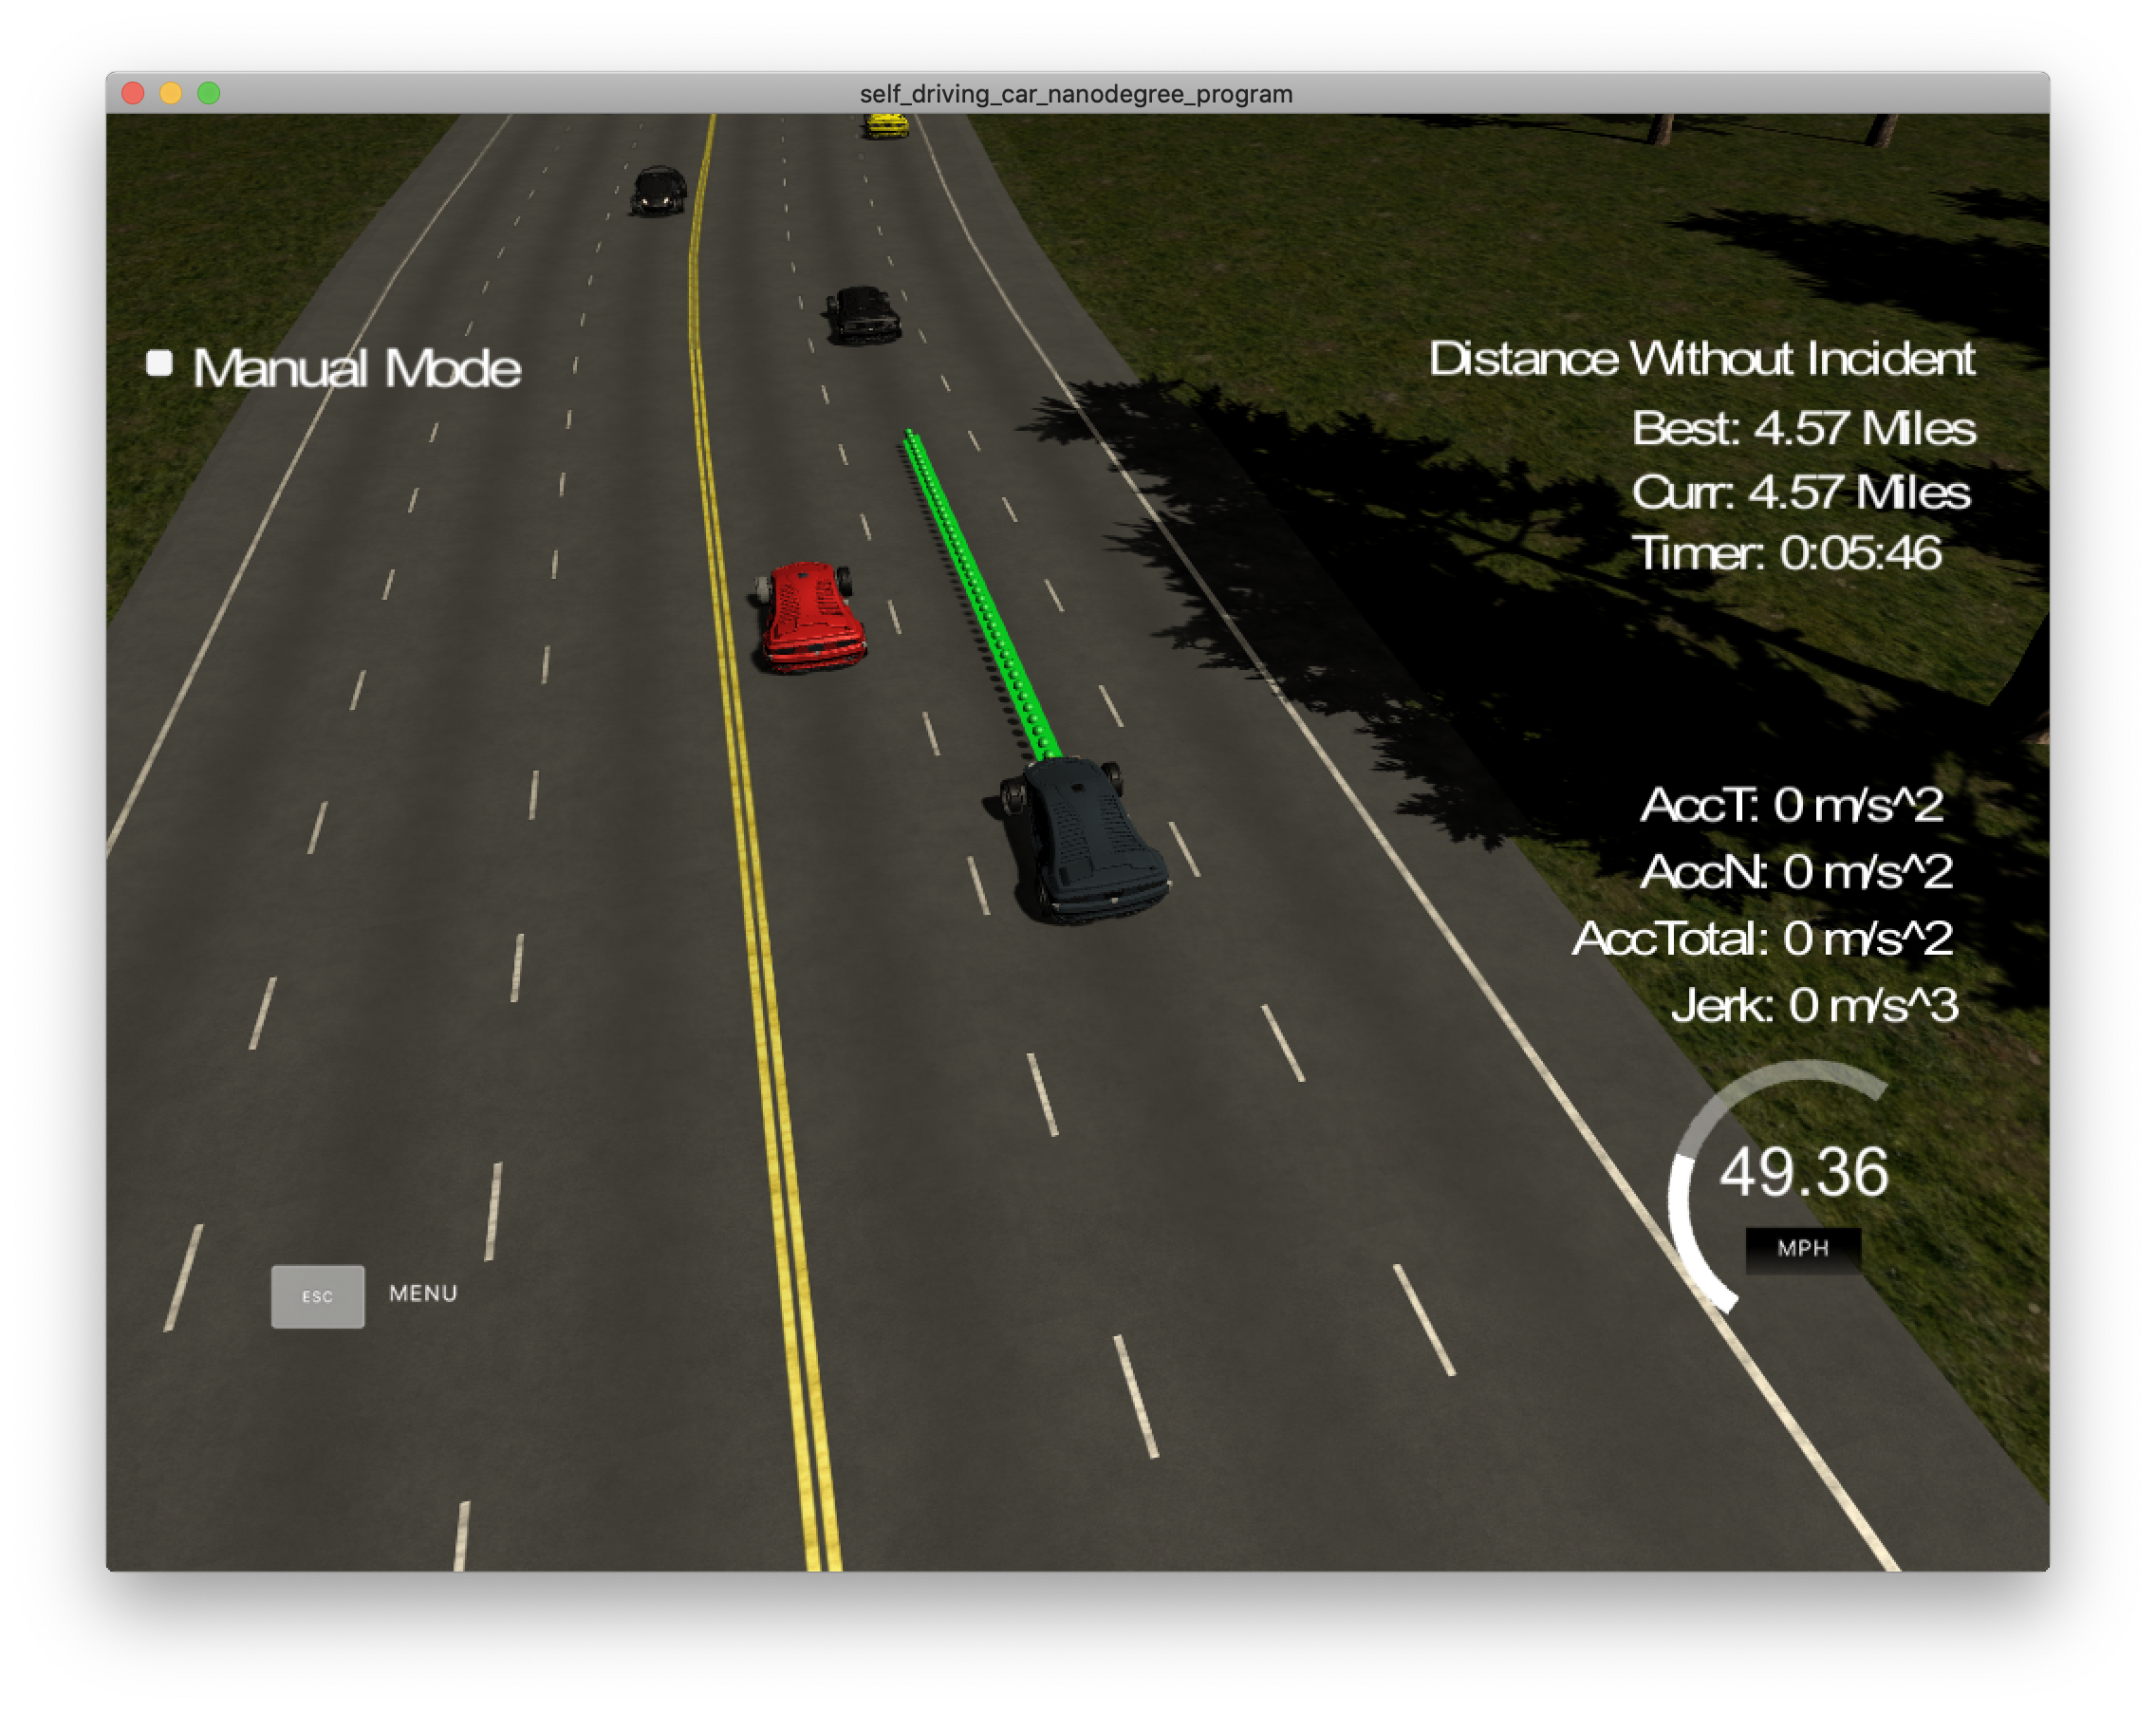 self_driving_car_nanodegree_program
Manual Mode
Distance Without Incident
Best: 4.57 Miles
Curr: 4.57 Miles
Timer: 0:05:46
AccT: 0 m/s^2
AccN: 0 m/s^2
AccTotal: 0 m/s^2
Jerk: 0 m/s^3
49.36
MPH
ESC MENU